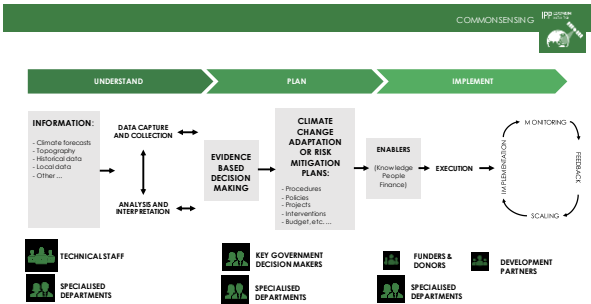 COMMONSENSING
IPP
UNDERSTAND
PLAN
IMPLEMENT
INFORMATION:
- Climate forecasts
- Topography
- Historical data
- Local data
- Other ...
DATA CAPTURE
AND COLLECTION
ANALYSIS AND
INTERPRETATION
EVIDENCE
BASED
DECISION
MAKING
CLIMATE
CHANGE
ADAPTATION
OR RISK
MITIGATION
PLANS:
- Procedures
- Policies
- Projects
- Interventions
- Budget, etc. ...
ENABLERS
(Knowledge
People
Finance)
EXECUTION
MONITORING
IMPLEMENTATION
FEEDBACK
SCALING
TECHNICAL STAFF
SPECIALISED
DEPARTMENTS
KEY GOVERNMENT
DECISION MAKERS
SPECIALISED
DEPARTMENTS
FUNDERS &
DONORS
DEVELOPMENT
PARTNERS
SPECIALISED
DEPARTMENTS